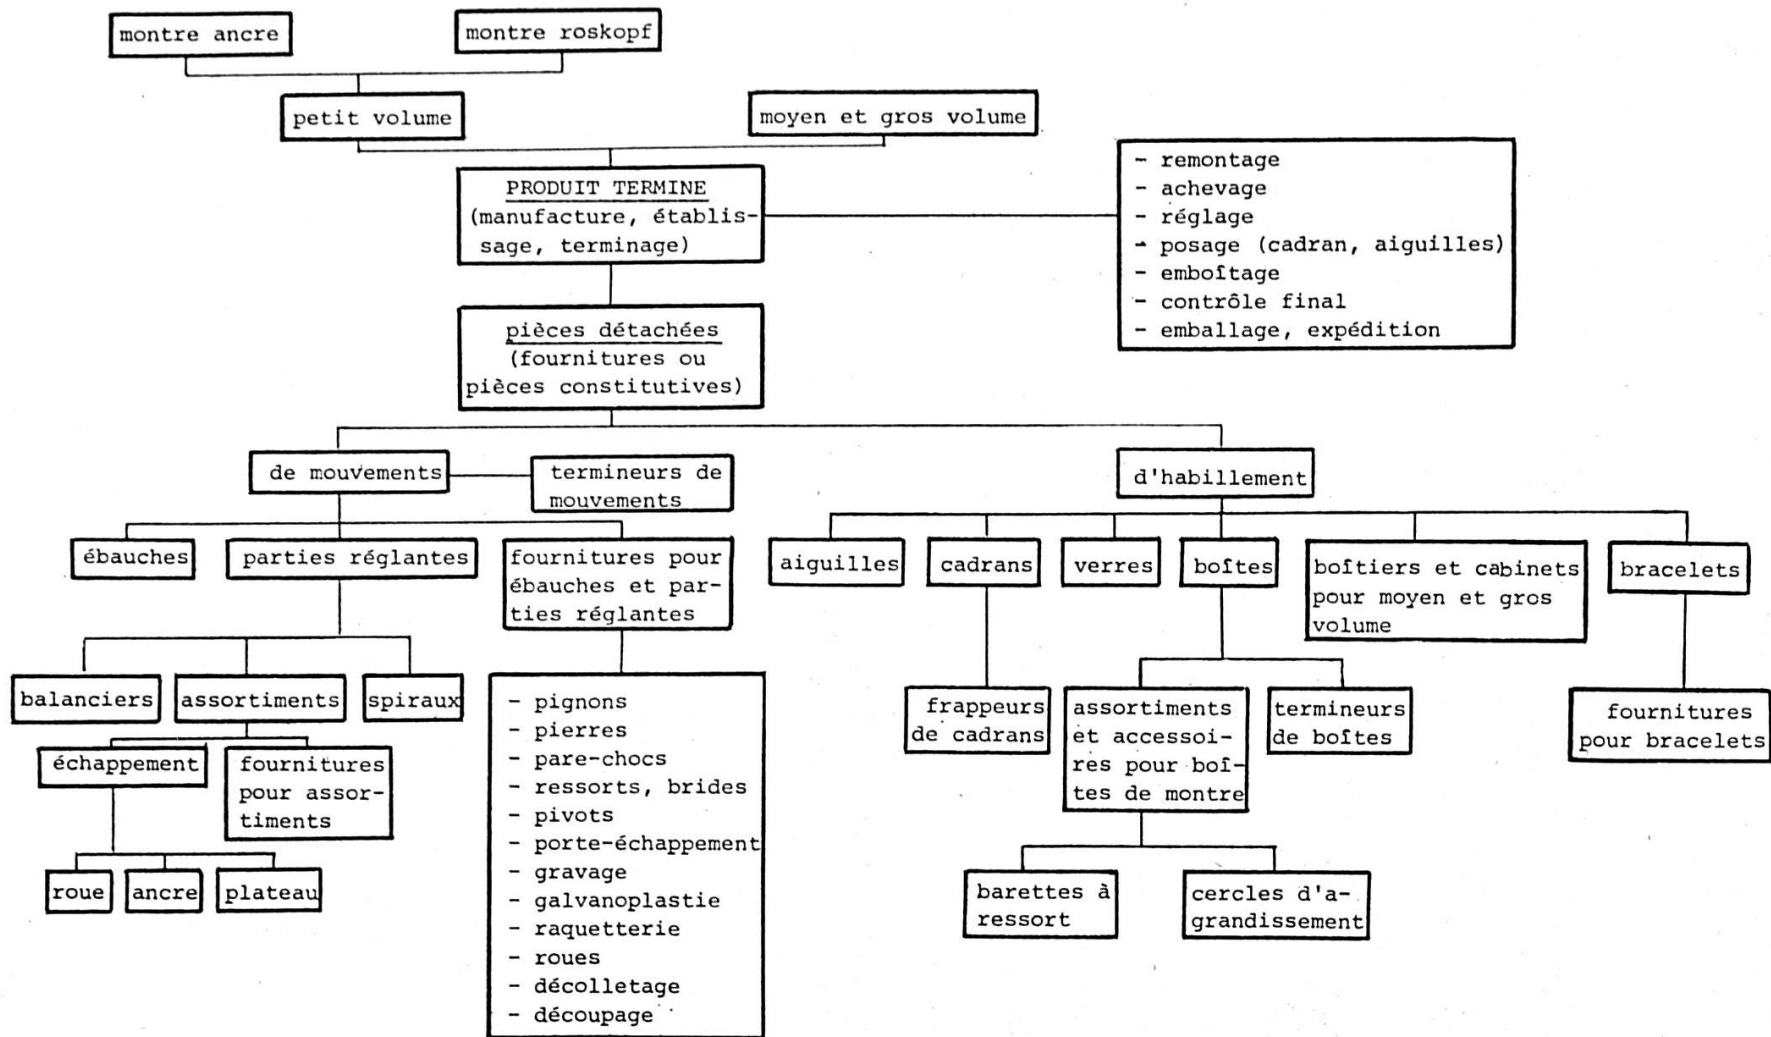 montre ancre
montre roskopf
petit volume
moyen et gros volume
PRODUIT TERMINE
(manufacture, établis-
sage, terminage)
- remontage
- achevage
- réglage
- posage (cadran, aiguilles)
- emboîtage
- contrôle final
- emballage, expédition
pièces détachées
(fournitures ou
pièces constitutives)
de mouvements
termineurs de
mouvements
d'habillement
ébauches
parties réglantes
fournitures pour
ébauches et par-
ties réglantes
aiguilles
cadrans
verres
boîtes
boîtiers et cabinets
pour moyen et gros
volume
bracelets
balanciers
assortiments
spiraux
échappement
fournitures
pour assor-
timents
roue
ancre
plateau
- pignons
- pierres
- pare-chocs
- ressorts, brides
- pivots
- porte-échappement
- gravage
- galvanoplastie
- raquetterie
- roues
- décolletage
- découpage
frappeurs
de cadrans
assortiments
et accessoi-
res pour boî-
tes de montre
termineurs
de boîtes
fournitures
pour bracelets
barettes à
ressort
cercles d'a-
grandissement